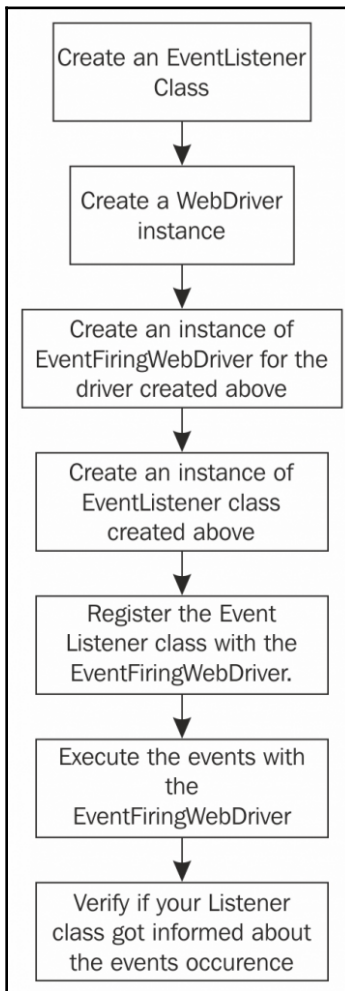 Create an EventListener
Class
Create a WebDriver
instance
Create an instance of
EventFiringWebDriver for the
driver created above
Create an instance of
EventListener class
created above
Register the Event
Listener class with the
EventFiringWebDriver.
Execute the events with
the
EventFiringWebDriver
Verify if your Listener
class got informed about
the events occurence